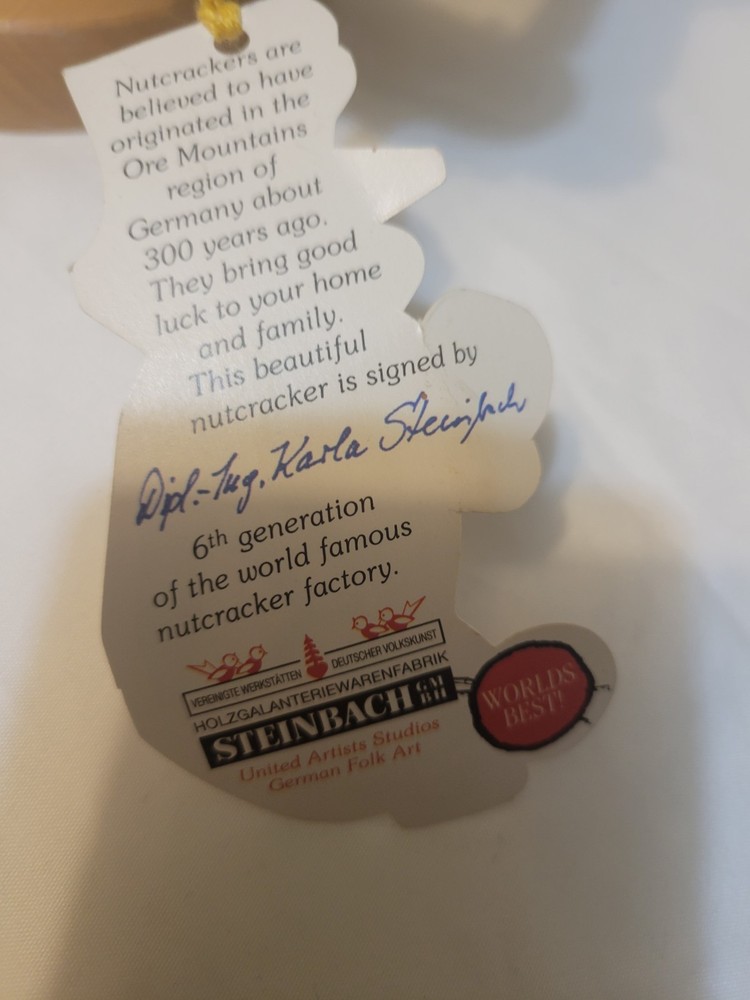 Nutcrackers are
believed to have
originated in the
Ore Mountains
region of
Germany about
300 years ago.
They bring good
luck to your home
and family.
This beautiful
nutcracker is signed by
Dipl.-Ing. Karla Steinbach
6th generation
of the world famous
nutcracker factory.
VEREINIGTE WERKSTÄTTEN DEUTSCHER VOLKSKUNST
HOLZGALANTERIEWARENFABRIK
STEINBACH GMBH
United Artists Studios
German Folk Art
WORLDS
BEST!